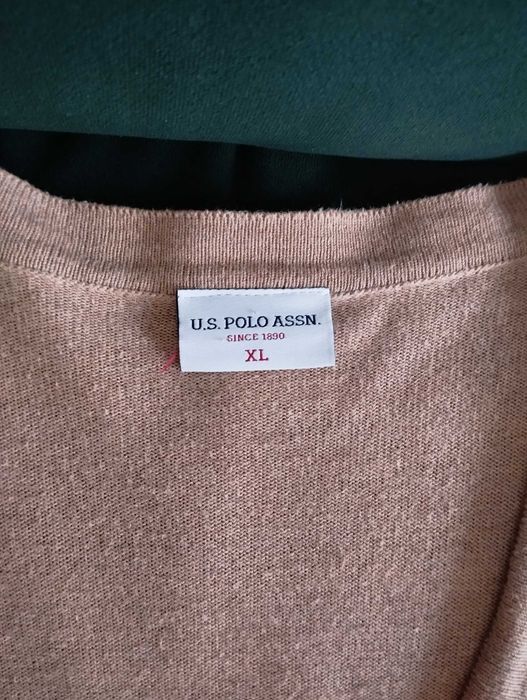 U.S. POLO ASSN.
SINCE 1890
XL